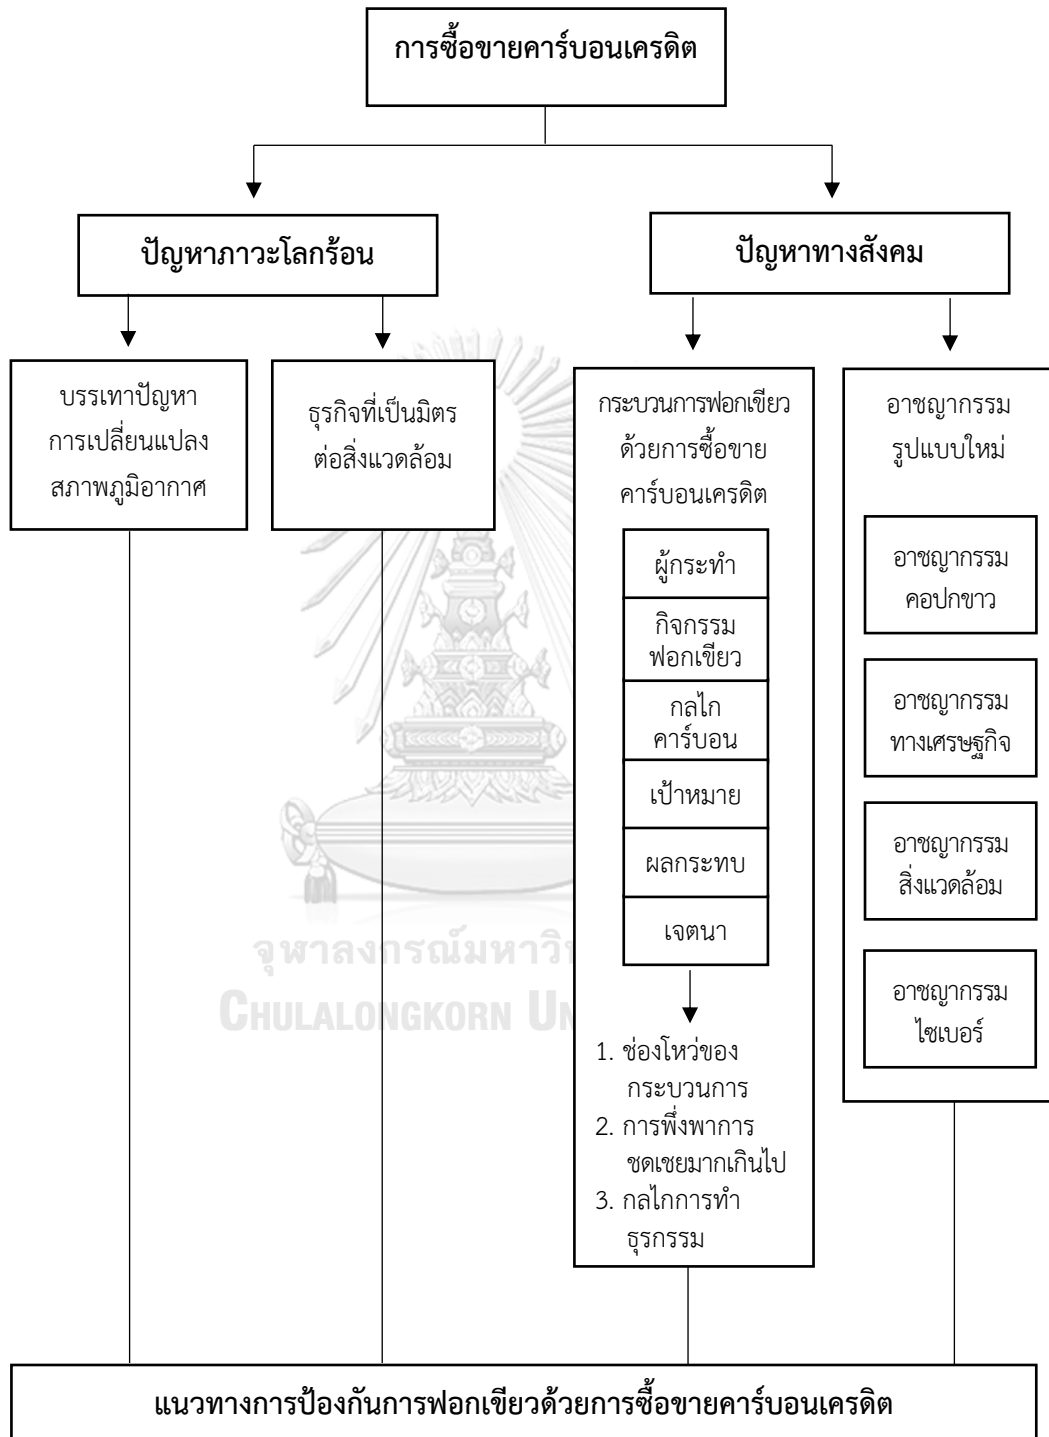 การซื้อขายคาร์บอนเครดิต
ปัญหาภาวะโลกร้อน
ปัญหาทางสังคม
บรรเทาปัญหา
การเปลี่ยนแปลง
สภาพภูมิอากาศ
ธุรกิจที่เป็นมิตร
ต่อสิ่งแวดล้อม
กระบวนการฟอกเขียว
ด้วยการซื้อขาย
คาร์บอนเครดิต
ผู้กระทำ
กิจกรรม
ฟอกเขียว
กลไก
คาร์บอน
เป้าหมาย
ผลกระทบ
เจตนา
1. ช่องโหว่ของ
กระบวนการ
2. การพึ่งพาการ
ชดเชยมากเกินไป
3. กลไกการทำ
ธุรกรรม
อาชญากรรม
รูปแบบใหม่
อาชญากรรม
คอปกขาว
อาชญากรรม
ทางเศรษฐกิจ
อาชญากรรม
สิ่งแวดล้อม
อาชญากรรม
ไซเบอร์
จุฬาลงกรณ์มหาวิ
CHULALONGKORN UN
แนวทางการป้องกันการฟอกเขียวด้วยการซื้อขายคาร์บอนเครดิต